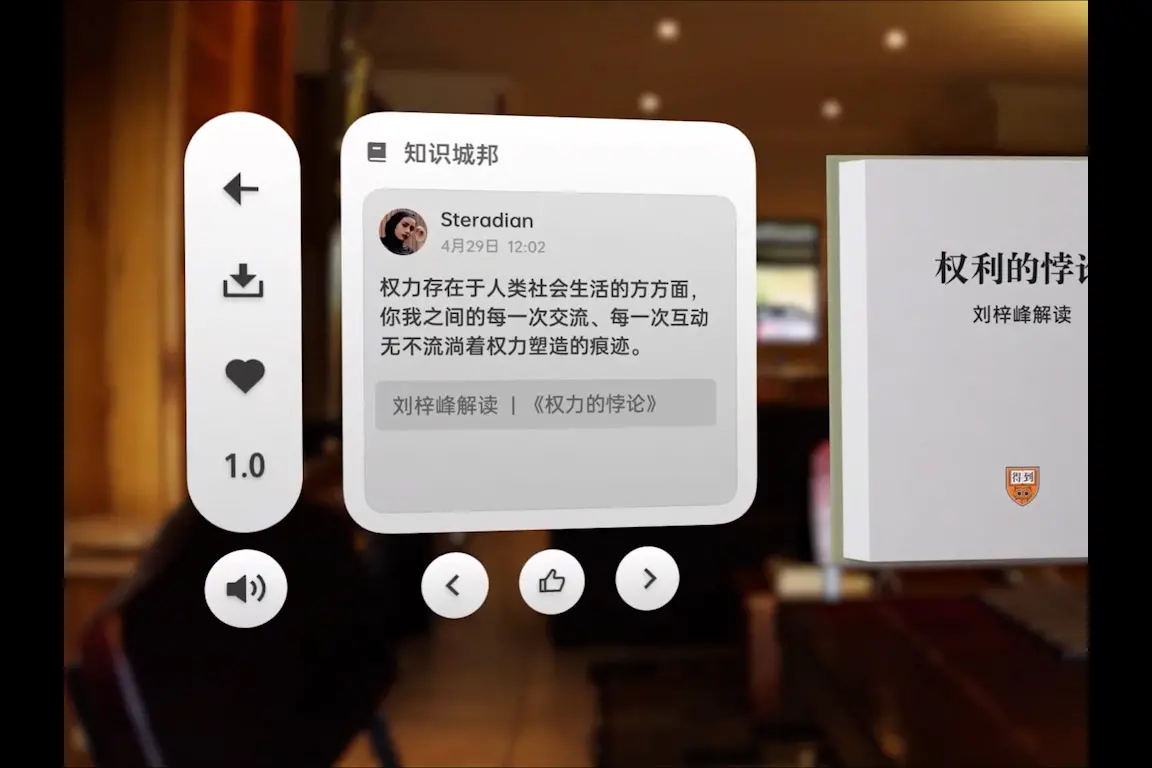 知识城邦
Steradian
4月29日 12:02
权力存在于人类社会生活的方方面，
你我之间的每一次交流、每一次互动
无不流淌着权力塑造的痕迹。
刘梓峰解读 | 《权力的悖论》
1.0
权利的悖论
刘梓峰解读
得到